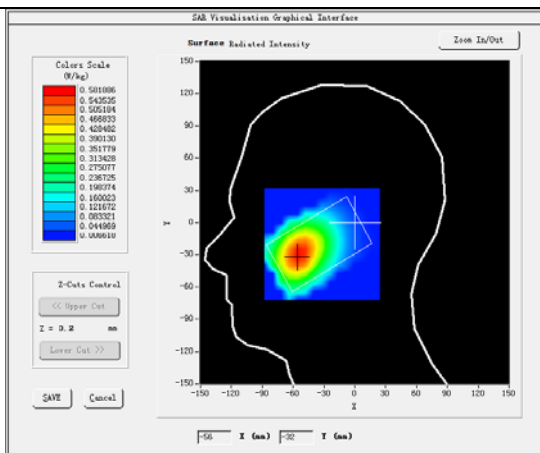 SAR Visualisation Graphical Interface
Surface Radiated Intensity
Zoom In/Out
Colors Scale
(W/kg)
0.581886
0.543535
0.505184
0.466833
0.428482
0.390130
0.351779
0.313428
0.275077
0.236725
0.198374
0.160023
0.121672
0.083321
0.044969
0.006618
Z-Cuts Control
<< Upper Cut
Z = 3.2 mm
Lower Cut >>
SAVE
Cancel
150-
120-
90-
60-
30-
0-
-30-
-60-
-90-
-120-
-150-
Y
-150 -120 -90 -60 -30 0 30 60 90 120 150
X
-56 X (mm) -32 Y (mm)